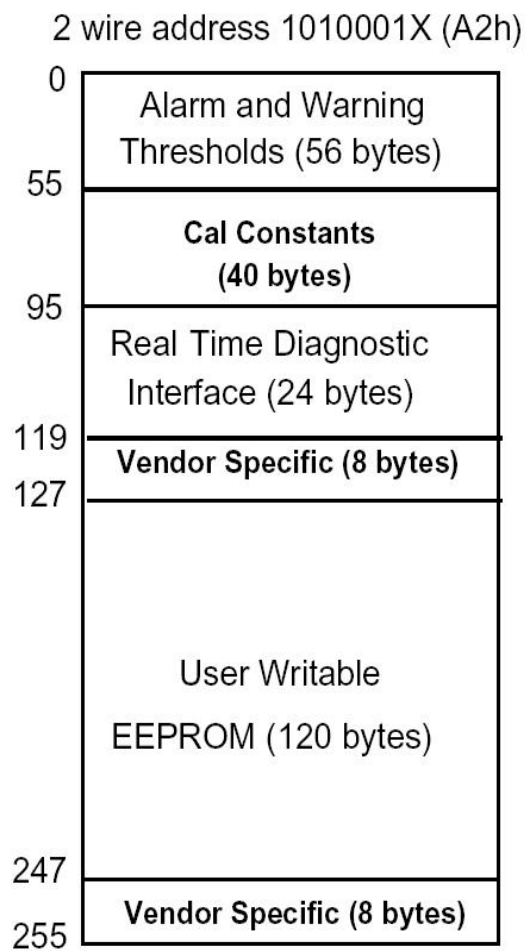 2 wire address 1010001X (A2h)
0
Alarm and Warning
Thresholds (56 bytes)
55
Cal Constants
(40 bytes)
95
Real Time Diagnostic
Interface (24 bytes)
119
Vendor Specific (8 bytes)
127
User Writable
EEPROM (120 bytes)
247
Vendor Specific (8 bytes)
255